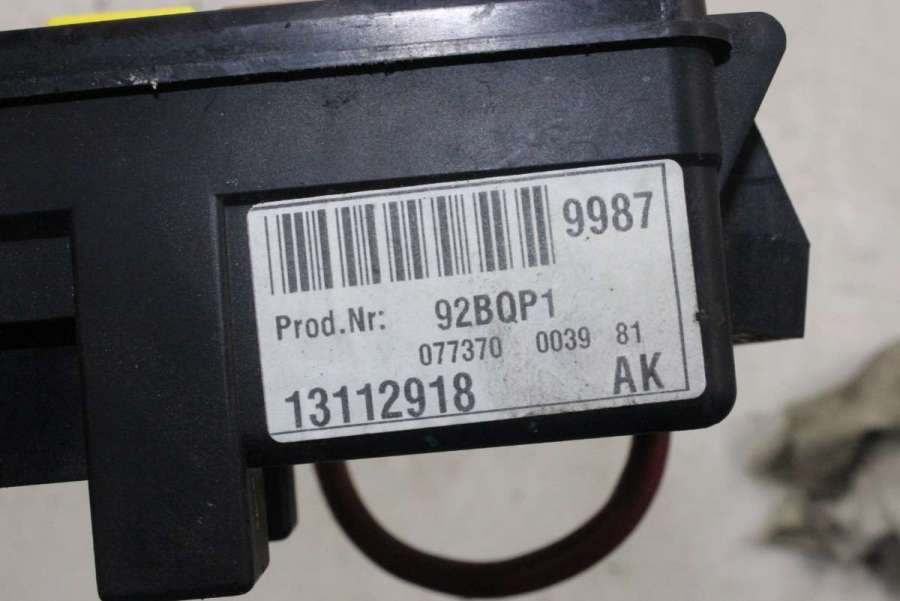 9987
Prod.Nr: 92BQP1
077370 0039 81
13112918 AK